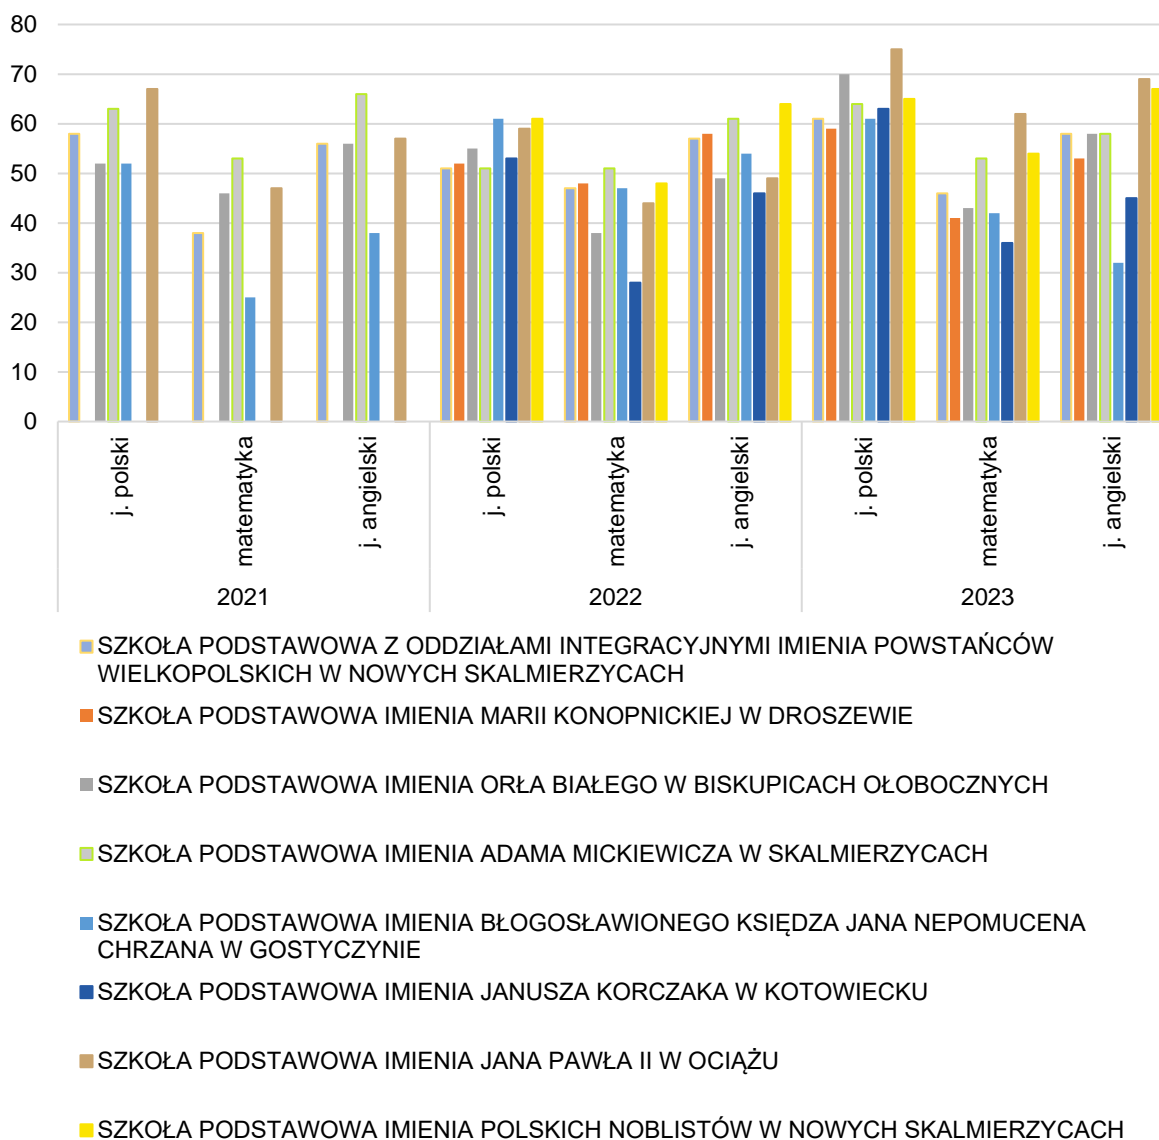 80
70
60
50
40
30
20
10
0
j. polski
matematyka
j. angielski
j. polski
matematyka
j. angielski
j. polski
matematyka
j. angielski
2021
2022
2023
SZKOŁA PODSTAWOWA Z ODDZIAŁAMI INTEGRACYJNYMI IMIENIA POWSTAŃCÓW
WIELKOPOLSKICH W NOWYCH SKALMIERZYCACH
SZKOŁA PODSTAWOWA IMIENIA MARII KONOPNICKIEJ W DROSZEWIE
SZKOŁA PODSTAWOWA IMIENIA ORŁA BIAŁEGO W BISKUPICACH OŁOBOCZNYCH
SZKOŁA PODSTAWOWA IMIENIA ADAMA MICKIEWICZA W SKALMIERZYCACH
SZKOŁA PODSTAWOWA IMIENIA BŁOGOSŁAWIONEGO KSIĘDZA JANA NEPOMUCENA
CHRZANA W GOSTYCZYNIE
SZKOŁA PODSTAWOWA IMIENIA JANUSZA KORCZAKA W KOTOWIECKU
SZKOŁA PODSTAWOWA IMIENIA JANA PAWŁA II W OCIĄŻU
SZKOŁA PODSTAWOWA IMIENIA POLSKICH NOBLISTÓW W NOWYCH SKALMIERZYCACH